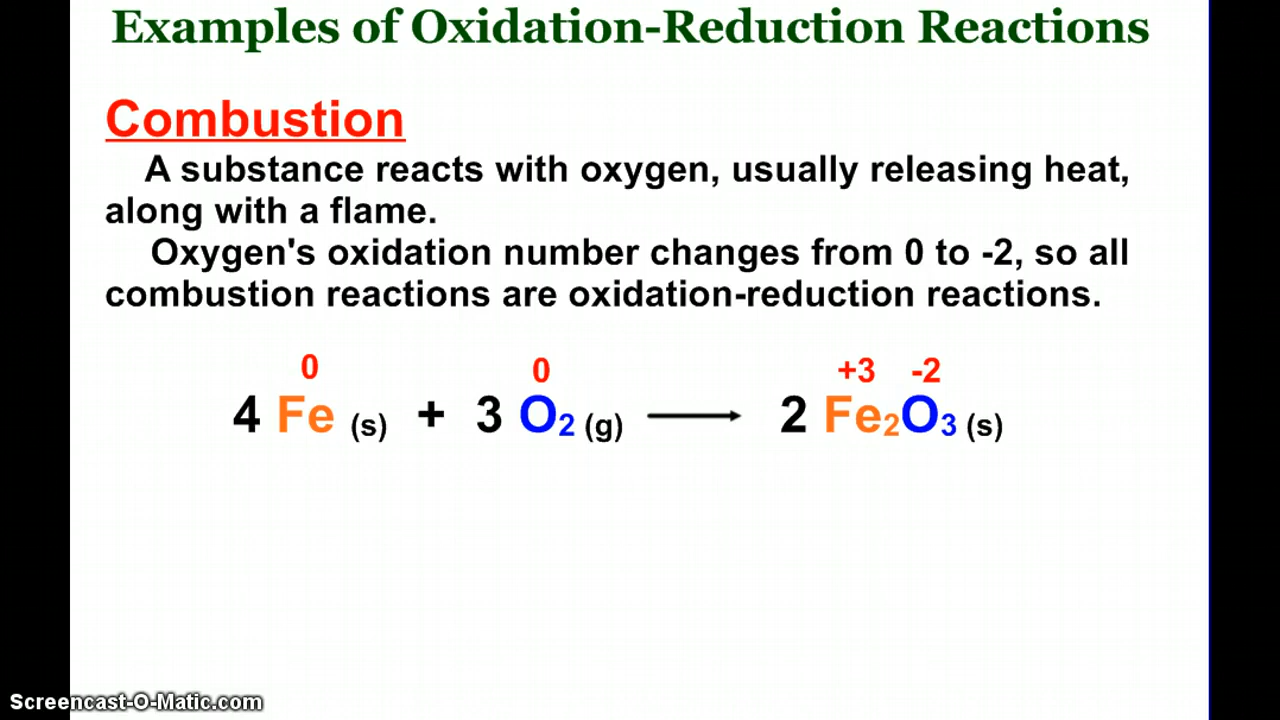 Examples of Oxidation-Reduction Reactions
Combustion
A substance reacts with oxygen, usually releasing heat,
along with a flame.
Oxygen's oxidation number changes from 0 to -2, so all
combustion reactions are oxidation-reduction reactions.
0 0 +3 -2
4 Fe (s) + 3 O2 (g) ⟶ 2 Fe2O3 (s)
Screencast-O-Matic.com